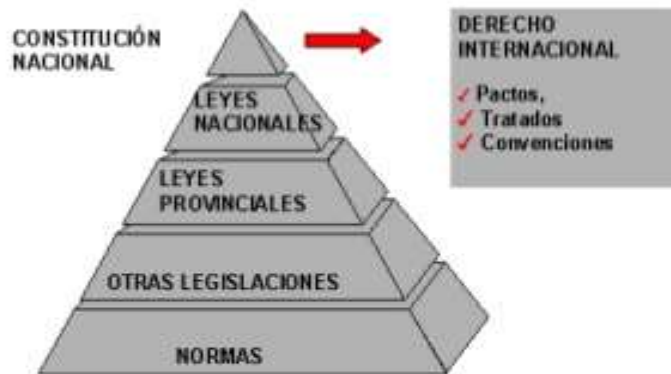 CONSTITUCIÓN
NACIONAL
DERECHO
INTERNACIONAL
✓ Pactos,
✓ Tratados
✓ Convenciones
LEYES
NACIONALES
LEYES
PROVINCIALES
OTRAS LEGISLACIONES
NORMAS